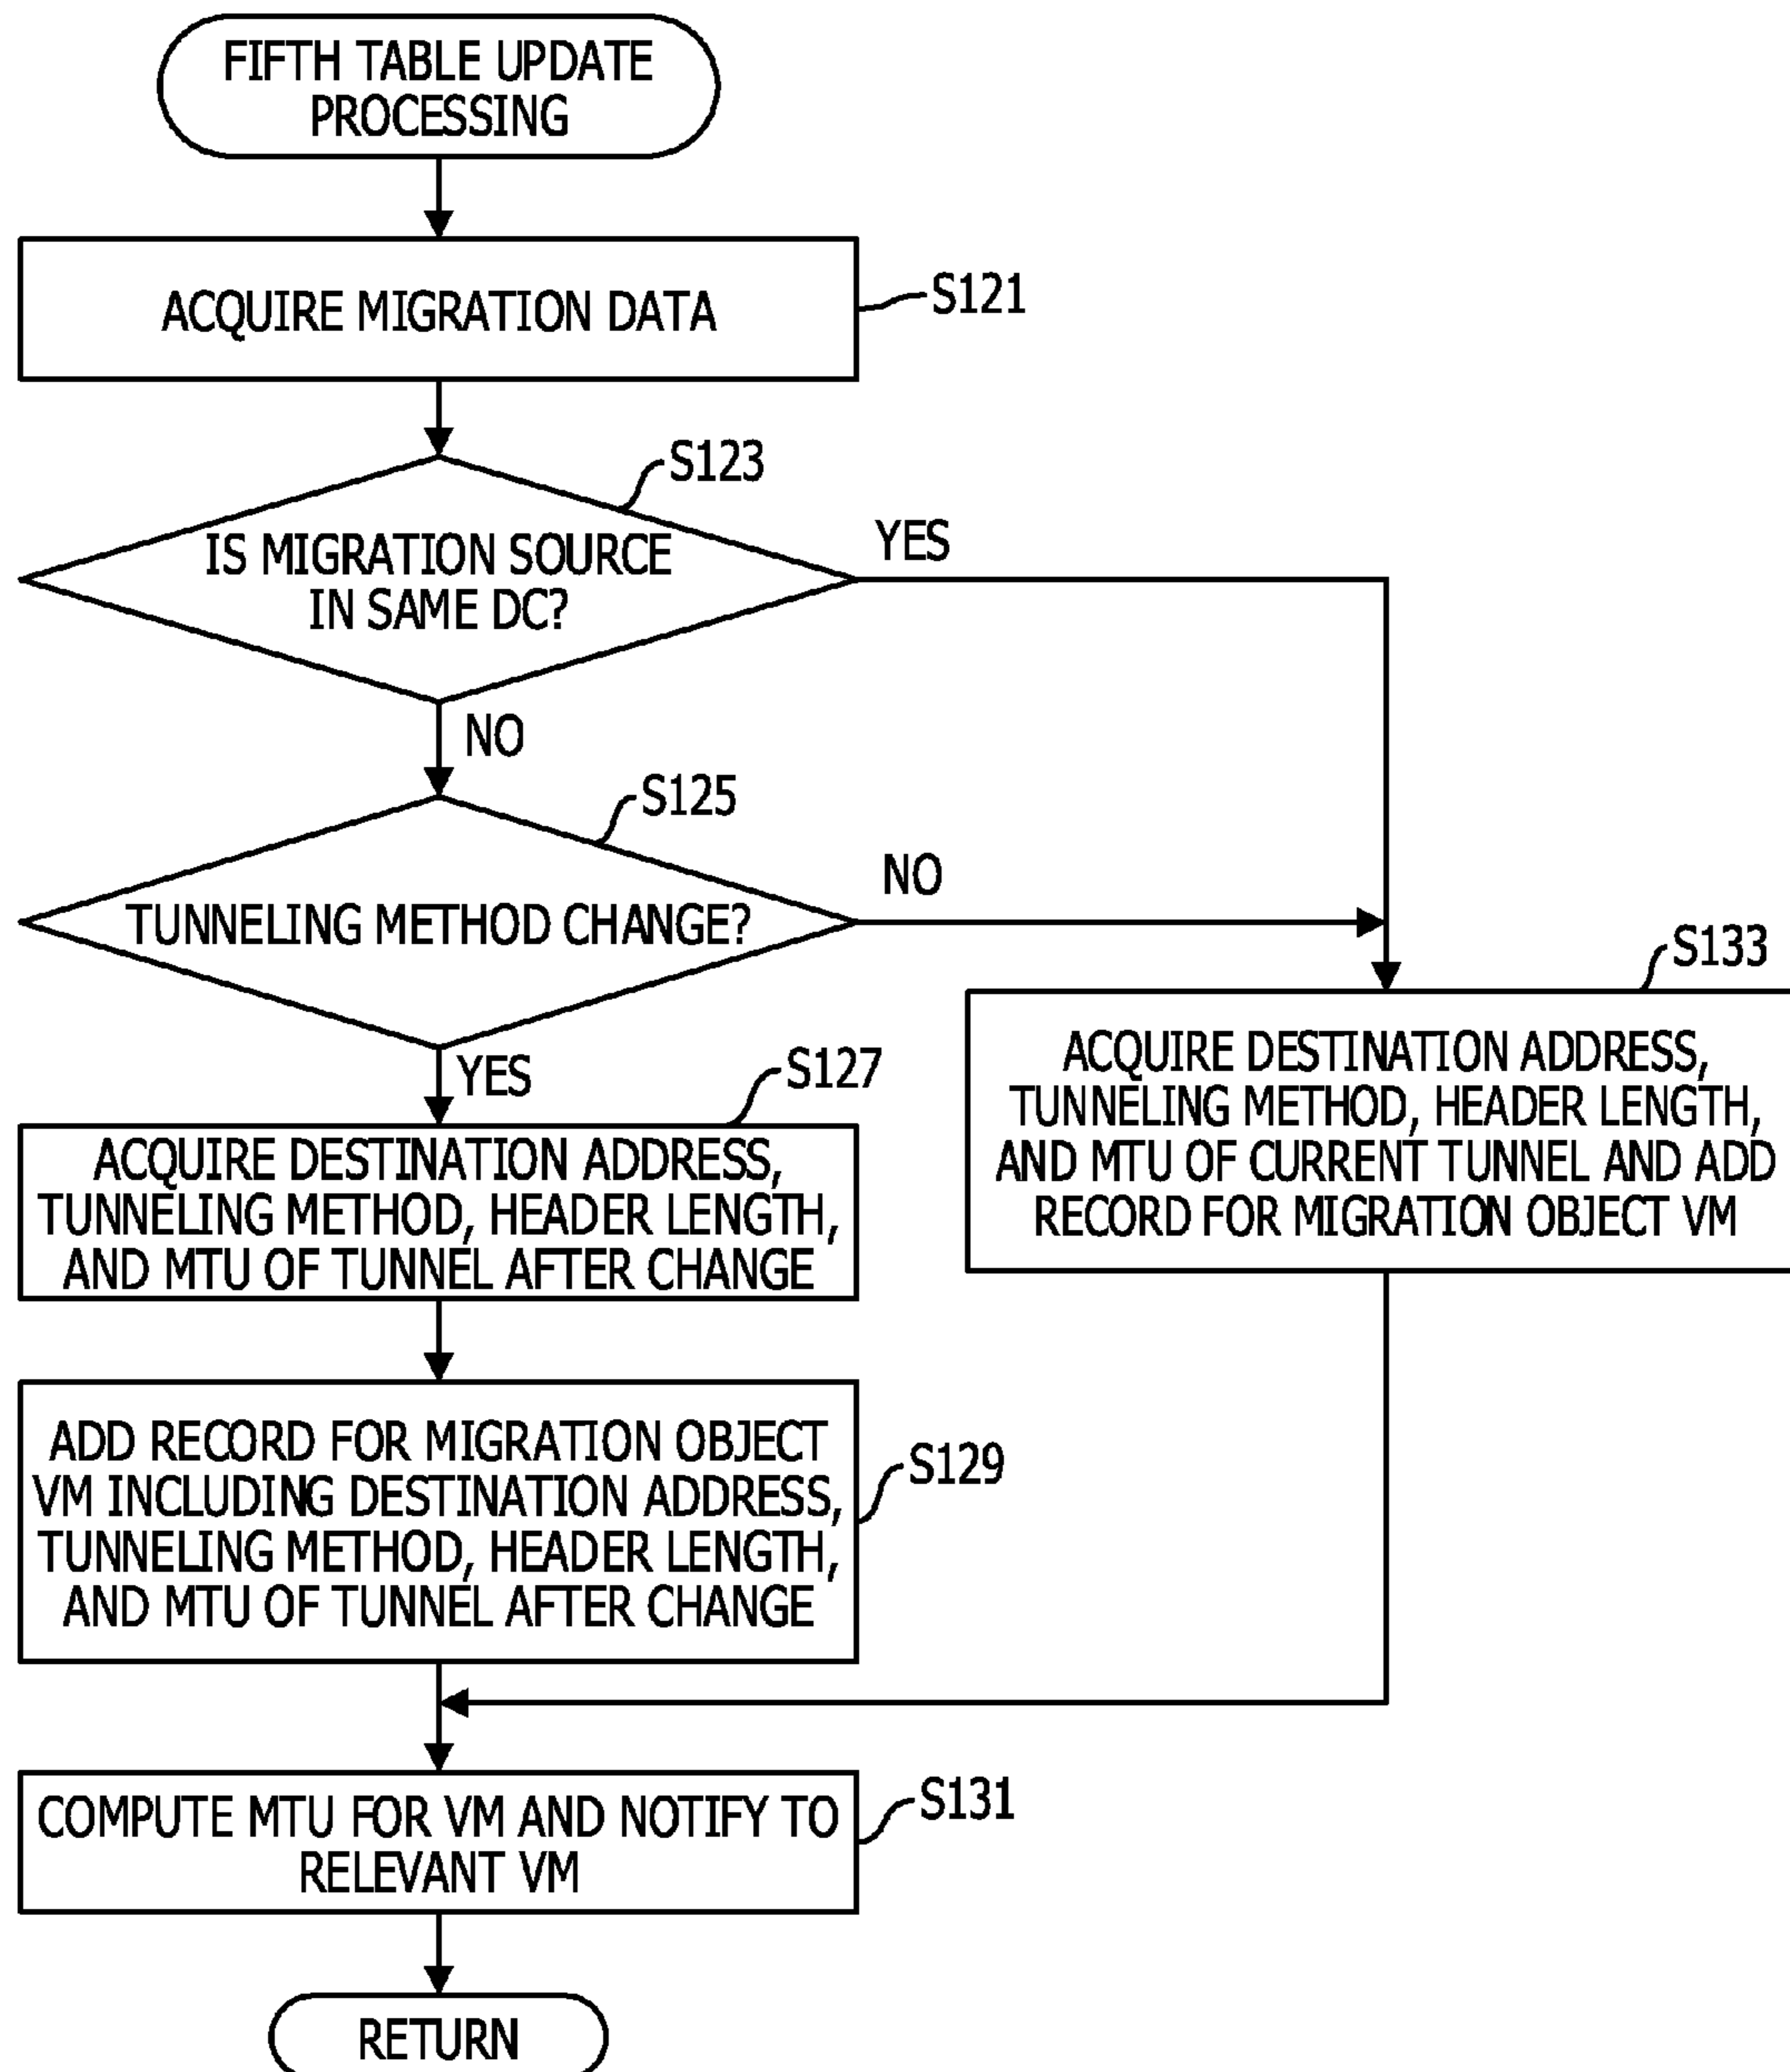 FIFTH TABLE UPDATE
PROCESSING
ACQUIRE MIGRATION DATA
S121
S123
IS MIGRATION SOURCE
IN SAME DC?
YES
NO
S125
TUNNELING METHOD CHANGE?
NO
YES
S133
ACQUIRE DESTINATION ADDRESS,
TUNNELING METHOD, HEADER LENGTH,
AND MTU OF CURRENT TUNNEL AND ADD
RECORD FOR MIGRATION OBJECT VM
S127
ACQUIRE DESTINATION ADDRESS,
TUNNELING METHOD, HEADER LENGTH,
AND MTU OF TUNNEL AFTER CHANGE
ADD RECORD FOR MIGRATION OBJECT
VM INCLUDING DESTINATION ADDRESS,
TUNNELING METHOD, HEADER LENGTH,
AND MTU OF TUNNEL AFTER CHANGE
S129
COMPUTE MTU FOR VM AND NOTIFY TO
RELEVANT VM
S131
RETURN